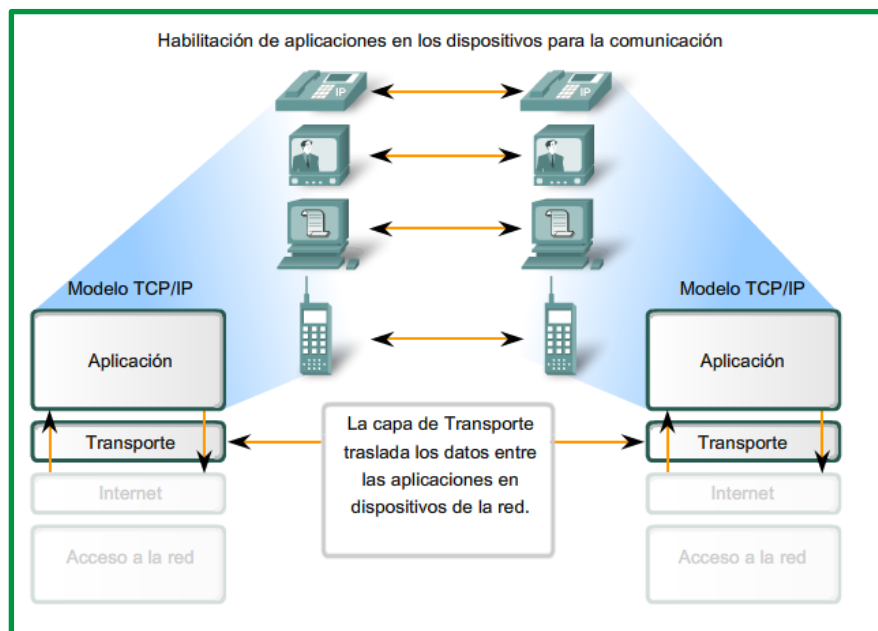 Habilitación de aplicaciones en los dispositivos para la comunicación
IP
IP
Modelo TCP/IP
Modelo TCP/IP
Aplicación
Aplicación
La capa de Transporte
traslada los datos entre
las aplicaciones en
dispositivos de la red.
Transporte
Transporte
Internet
Internet
Acceso a la red
Acceso a la red